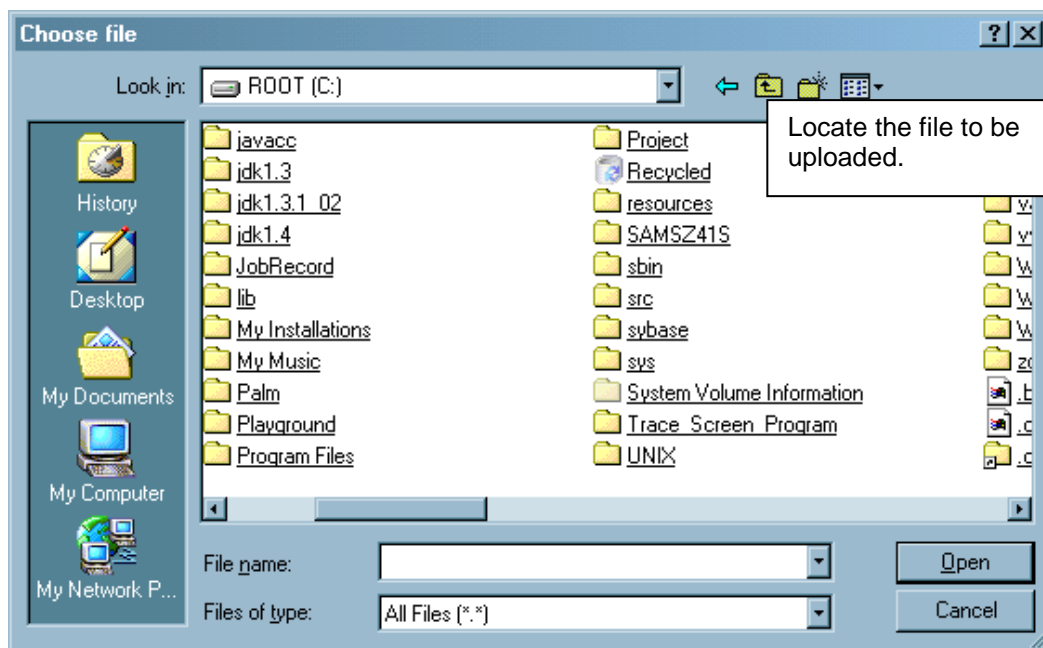 Choose file
Look in:
ROOT (C:)
Locate the file to be
uploaded.
History
Desktop
My Documents
My Computer
My Network P...
javacc
jdk1.3
jdk1.3.1_02
jdk1.4
JobRecord
lib
My Installations
My Music
Palm
Playground
Program Files
Project
Recycled
resources
SAMSZ41S
sbin
src
sybase
sys
System Volume Information
Trace_Screen_Program
UNIX
File name:
Files of type:
All Files (*.*)
Open
Cancel